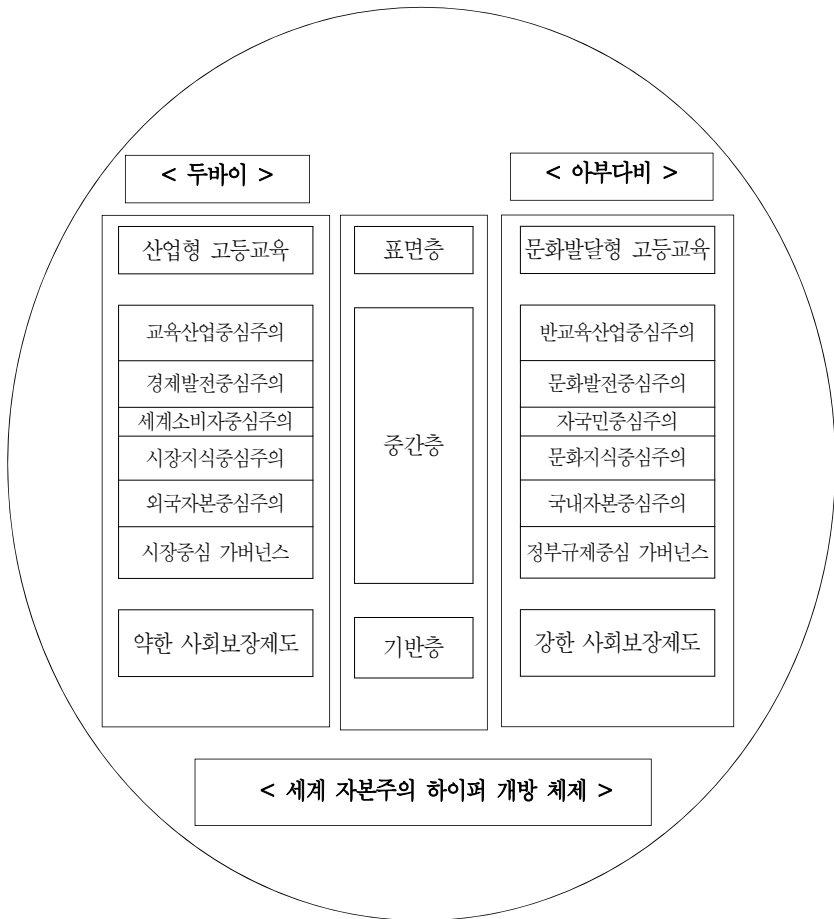 < 두바이 >
< 아부다비 >
산업형 고등교육
표면층
문화발달형 고등교육
교육산업중심주의
경제발전중심주의
세계소비자중심주의
시장지식중심주의
외국자본중심주의
시장중심 가버넌스
중간층
반교육산업중심주의
문화발전중심주의
자국민중심주의
문화지식중심주의
국내자본중심주의
정부규제중심 가버넌스
약한 사회보장제도
기반층
강한 사회보장제도
< 세계 자본주의 하이퍼 개방 체제 >